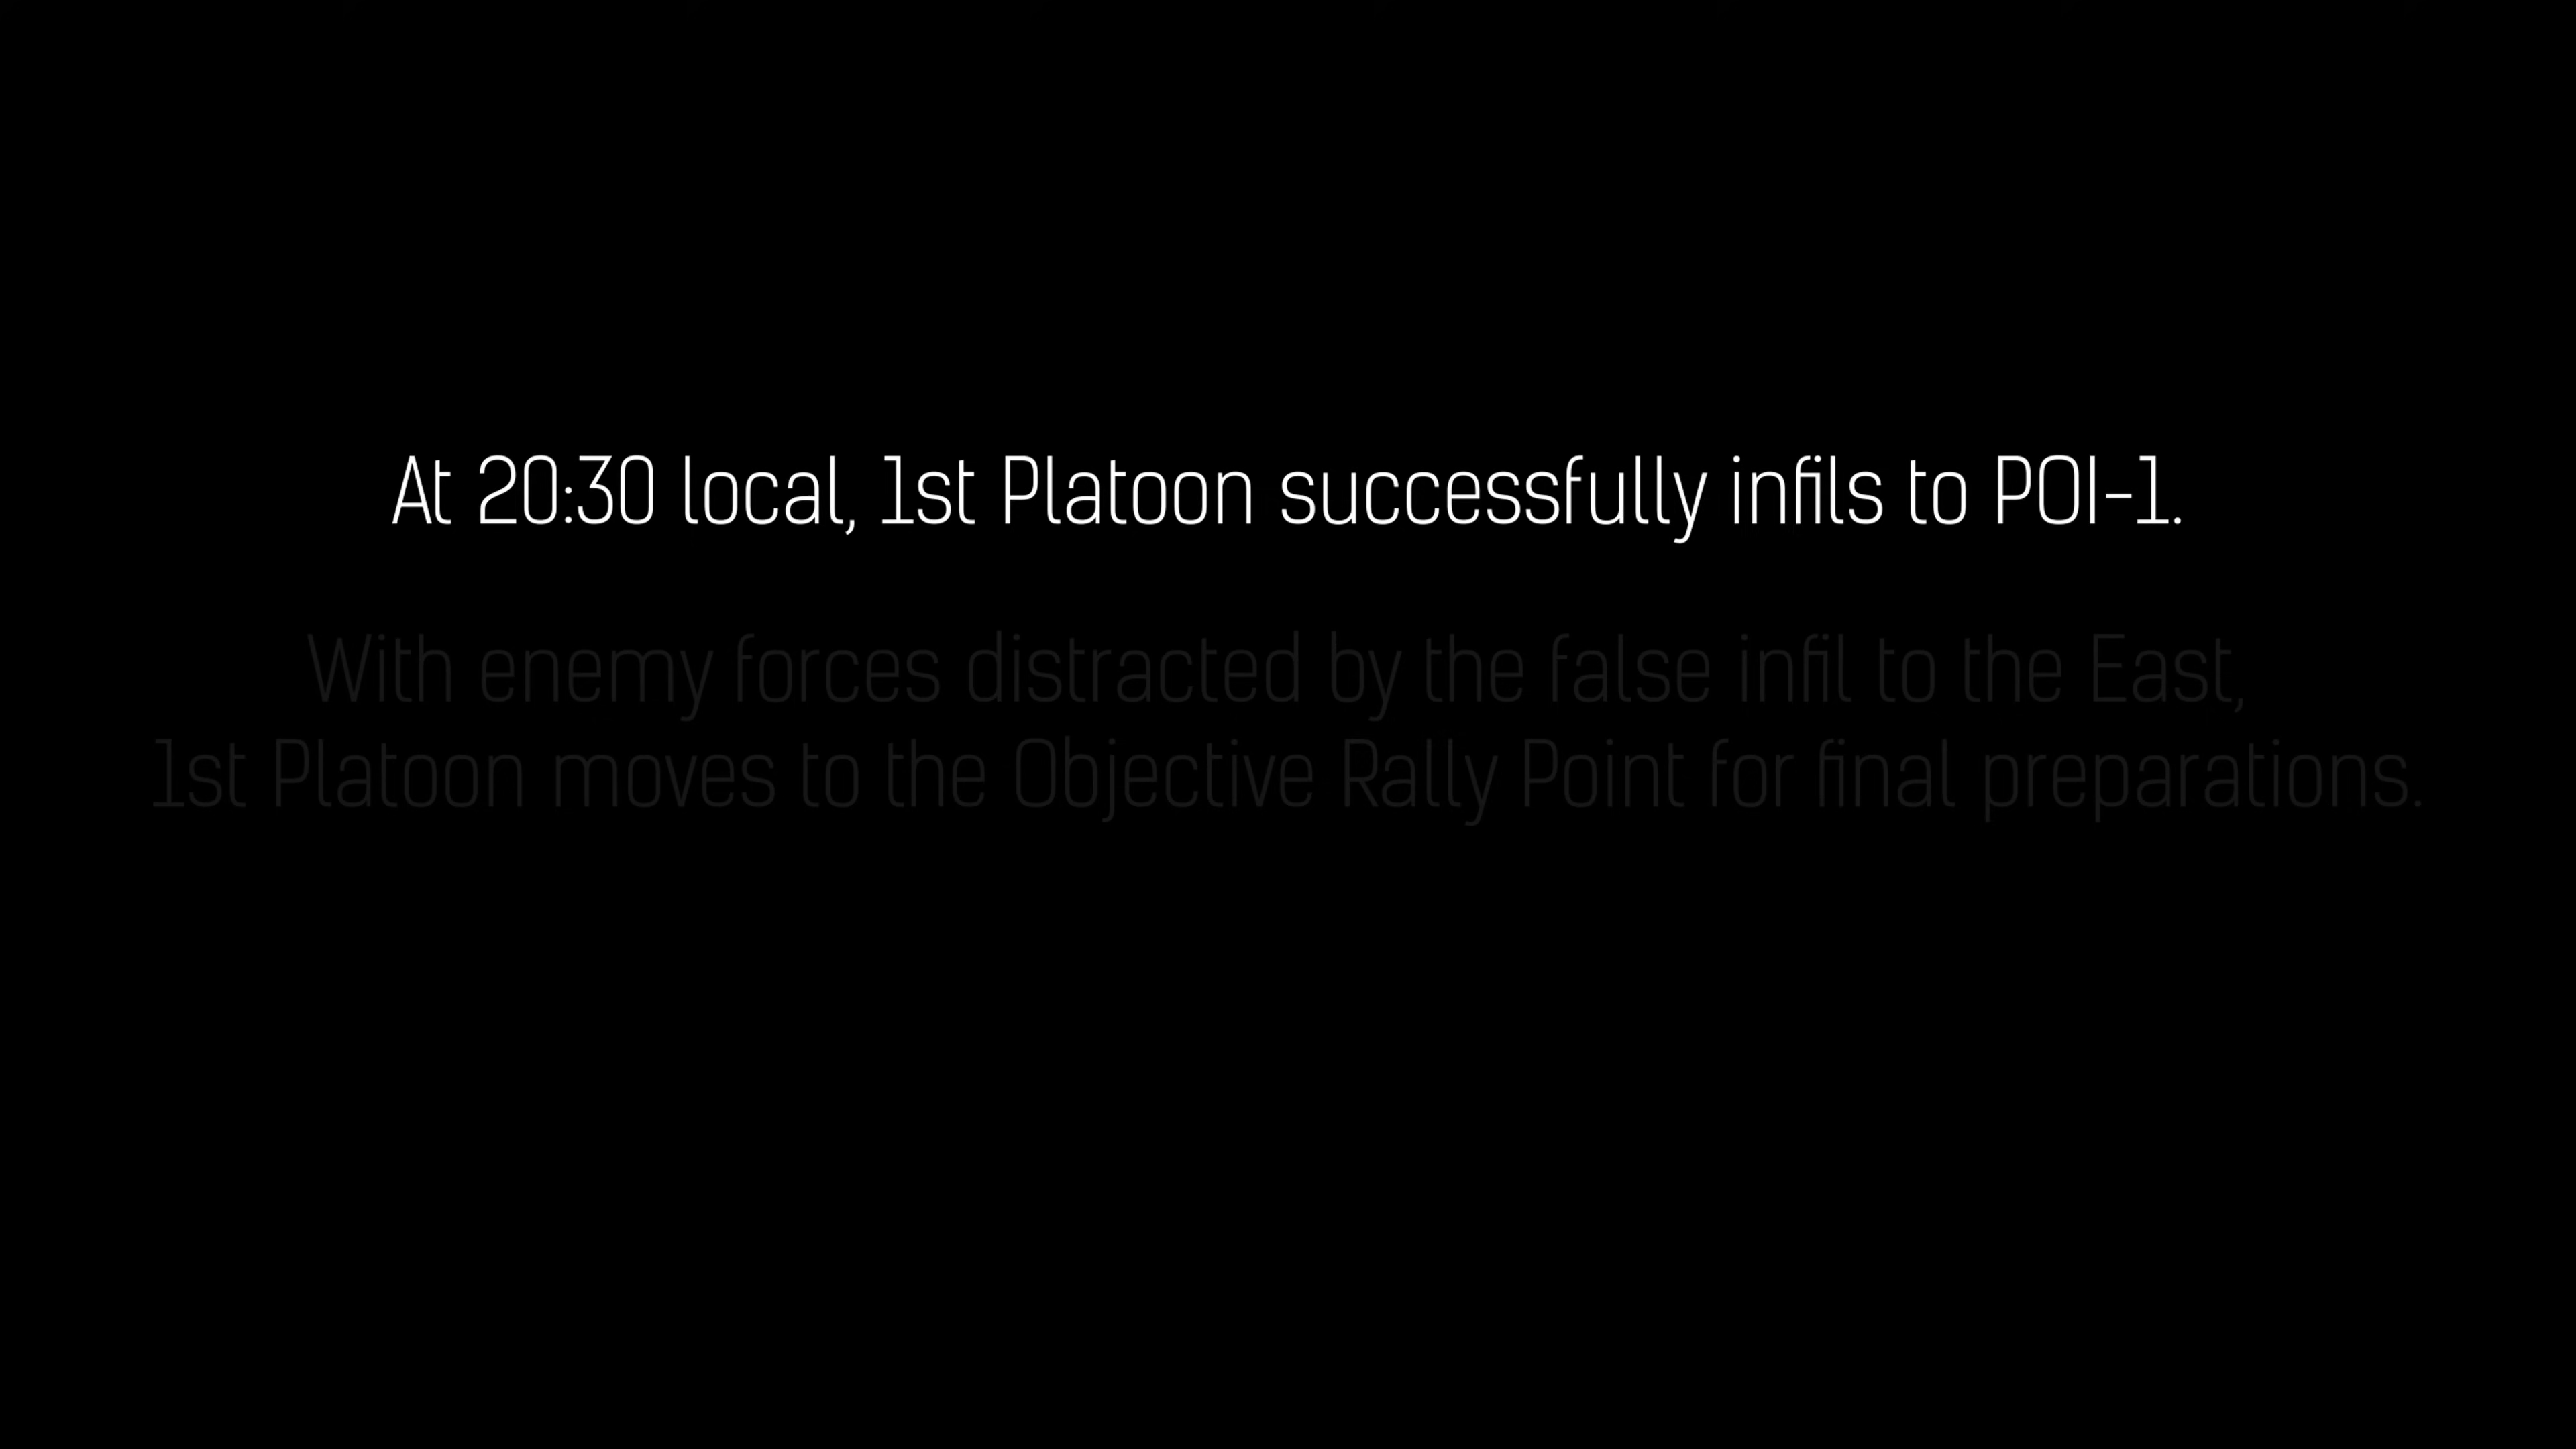 At 20:30 local, 1st Platoon successfully infils to POI-1.
With enemy forces distracted by the false infil to the East,
1st Platoon moves to the Objective Rally Point for final preparations.